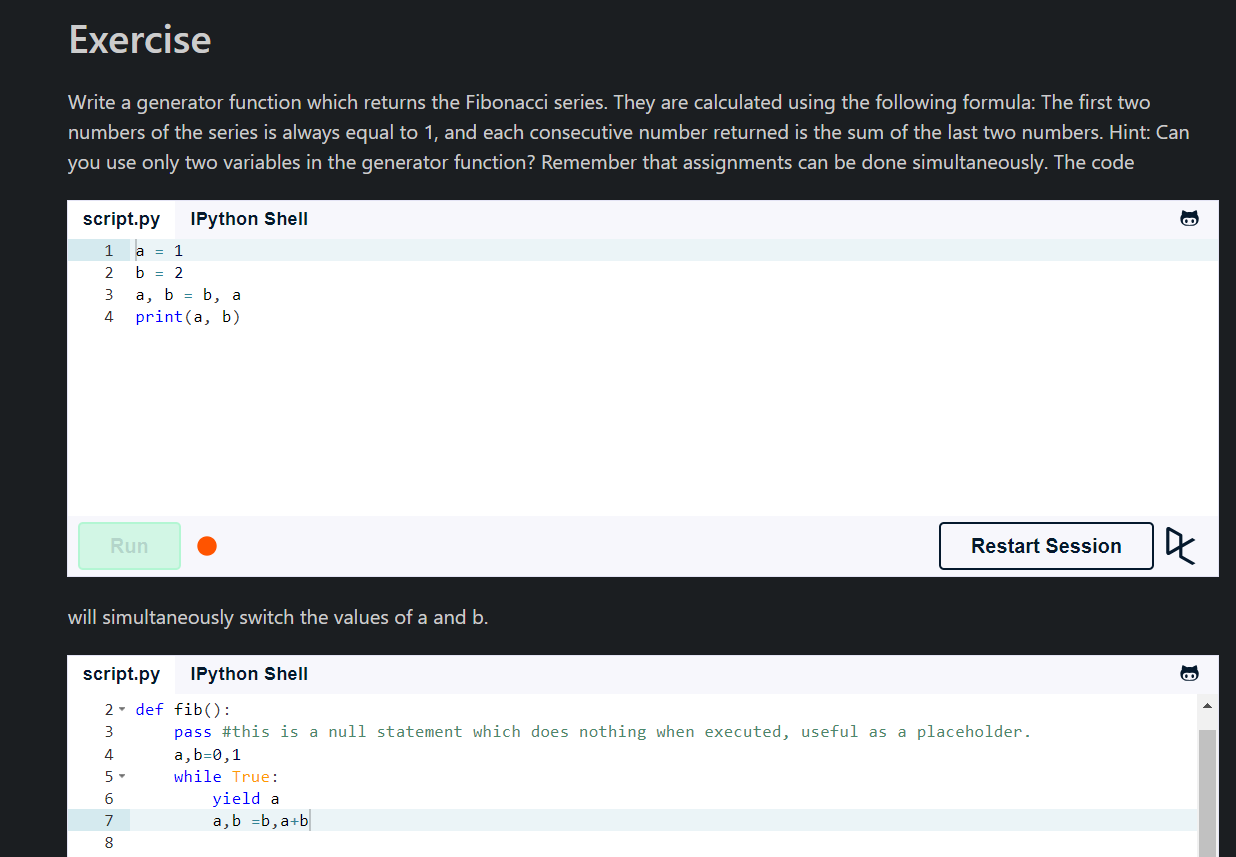 Exercise
Write a generator function which returns the Fibonacci series. They are calculated using the following formula: The first two
numbers of the series is always equal to 1, and each consecutive number returned is the sum of the last two numbers. Hint: Can
you use only two variables in the generator function? Remember that assignments can be done simultaneously. The code
script.py IPython Shell
1 a = 1
2 b = 2
3 a, b = b, a
4 print(a, b)
Run Restart Session
will simultaneously switch the values of a and b.
script.py IPython Shell
2 def fib():
3 pass #this is a null statement which does nothing when executed, useful as a placeholder.
4 a,b=0,1
5 while True:
6 yield a
7 a,b =b,a+b
8